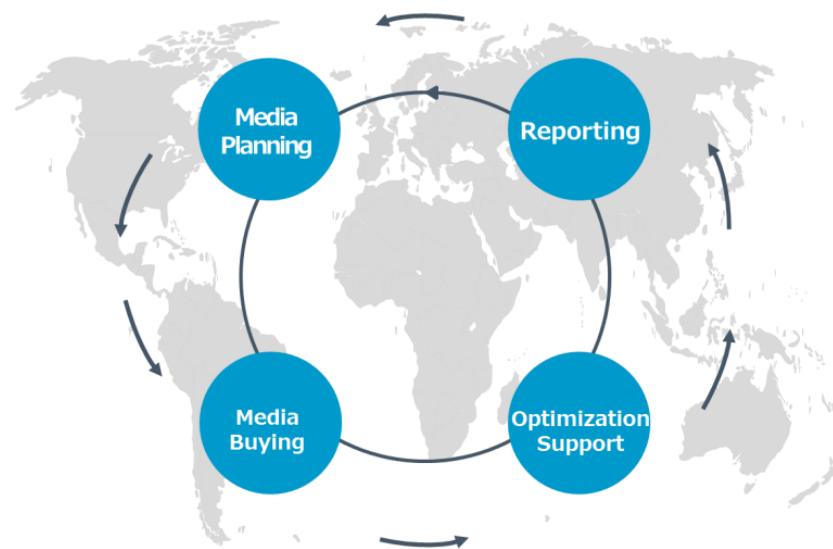 Media
Planning
Reporting
Media
Buying
Optimization
Support